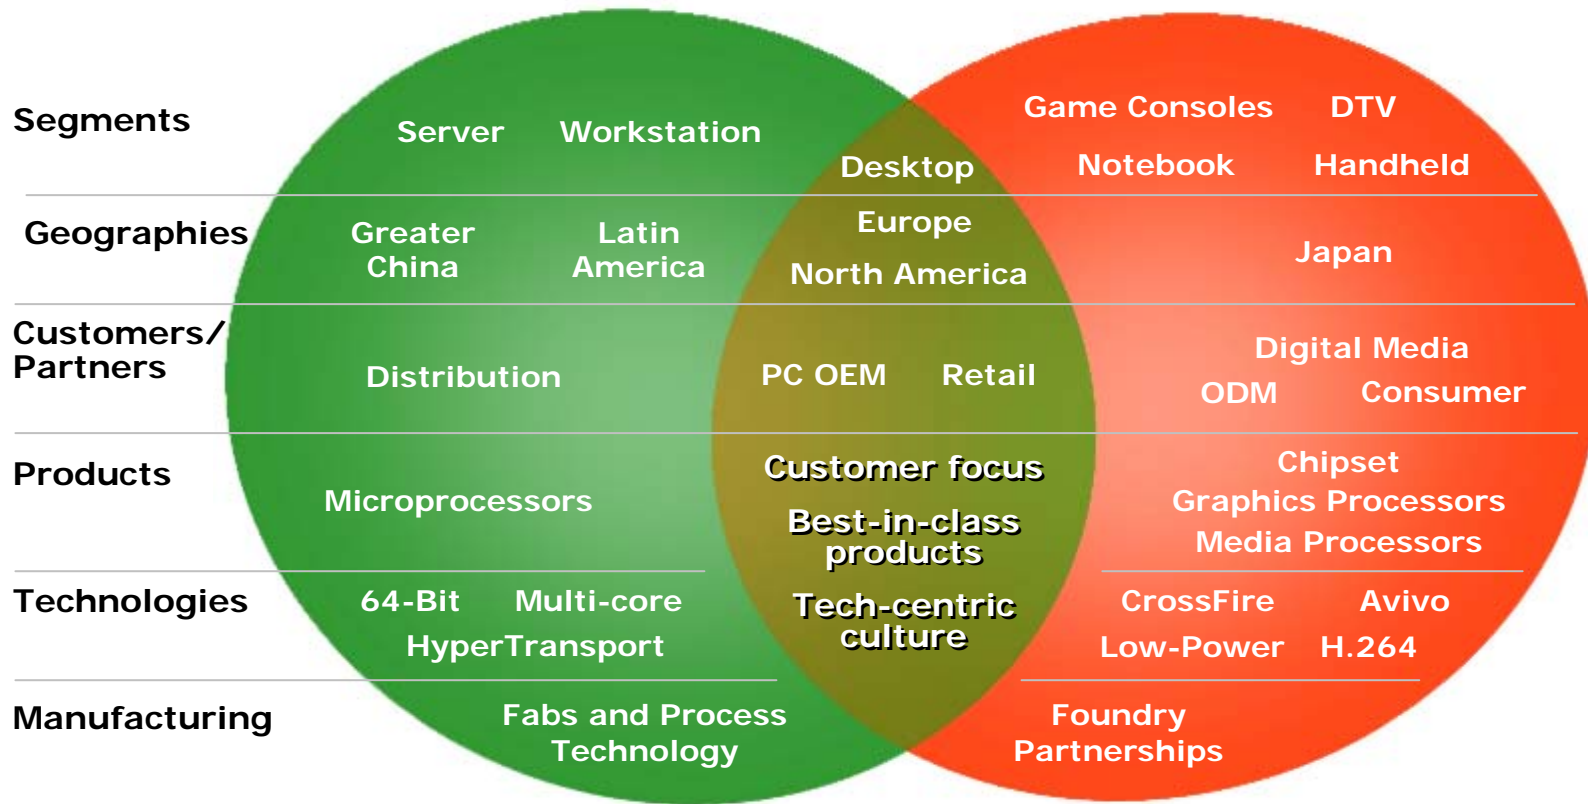 Segments
Server Workstation
Desktop
Game Consoles DTV
Notebook Handheld
Geographies
Greater
China
Latin
America
Europe
North America
Japan
Customers/
Partners
Distribution
PC OEM Retail
Digital Media
ODM Consumer
Products
Microprocessors
Customer focus
Best-in-class
products
Tech-centric
culture
Chipset
Graphics Processors
Media Processors
Technologies
64-Bit Multi-core
HyperTransport
CrossFire Avivo
Low-Power H.264
Manufacturing
Fabs and Process
Technology
Foundry
Partnerships